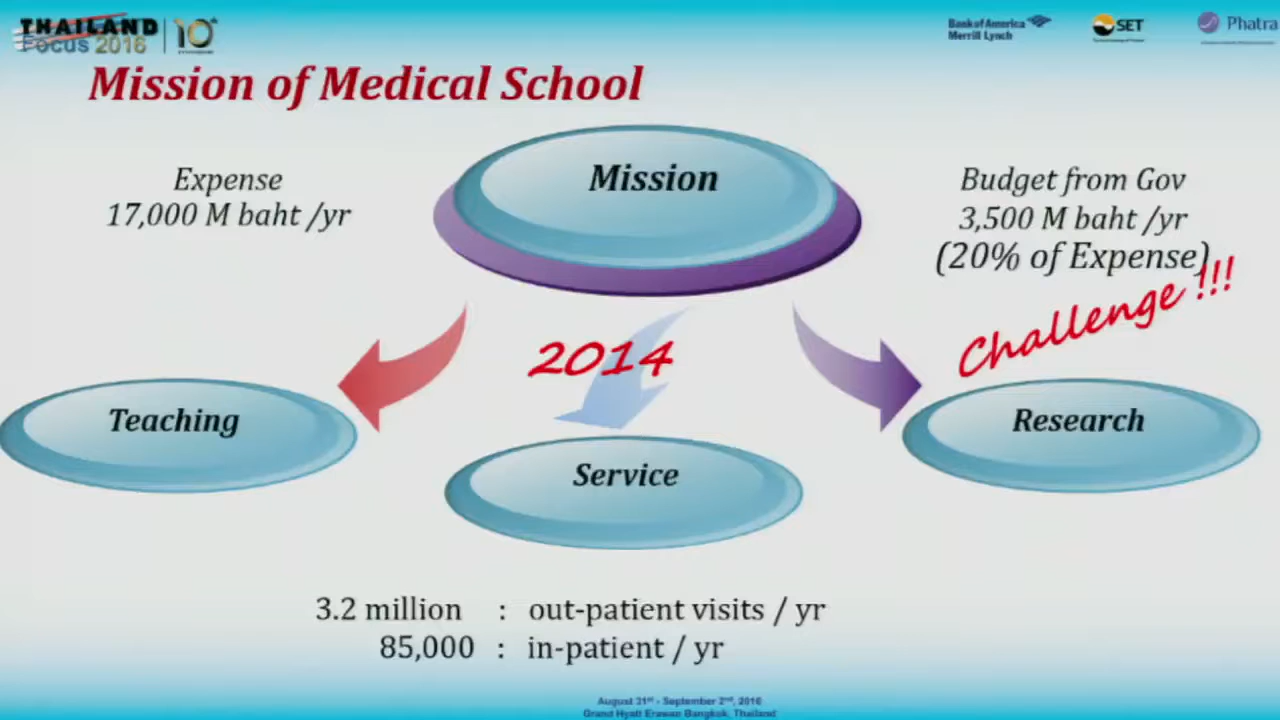 THAILAND
Focus 2016
10
Bank of America
Merrill Lynch
SET
Phatra
Mission of Medical School
Expense
17,000 M baht /yr
Mission
Budget from Gov
3,500 M baht /yr
(20% of Expense)
Challenge !!!
2014
Teaching
Service
Research
3.2 million : out-patient visits / yr
85,000 : in-patient / yr
August 31st - September 2nd, 2016
Grand Hyatt Erawan Bangkok, Thailand